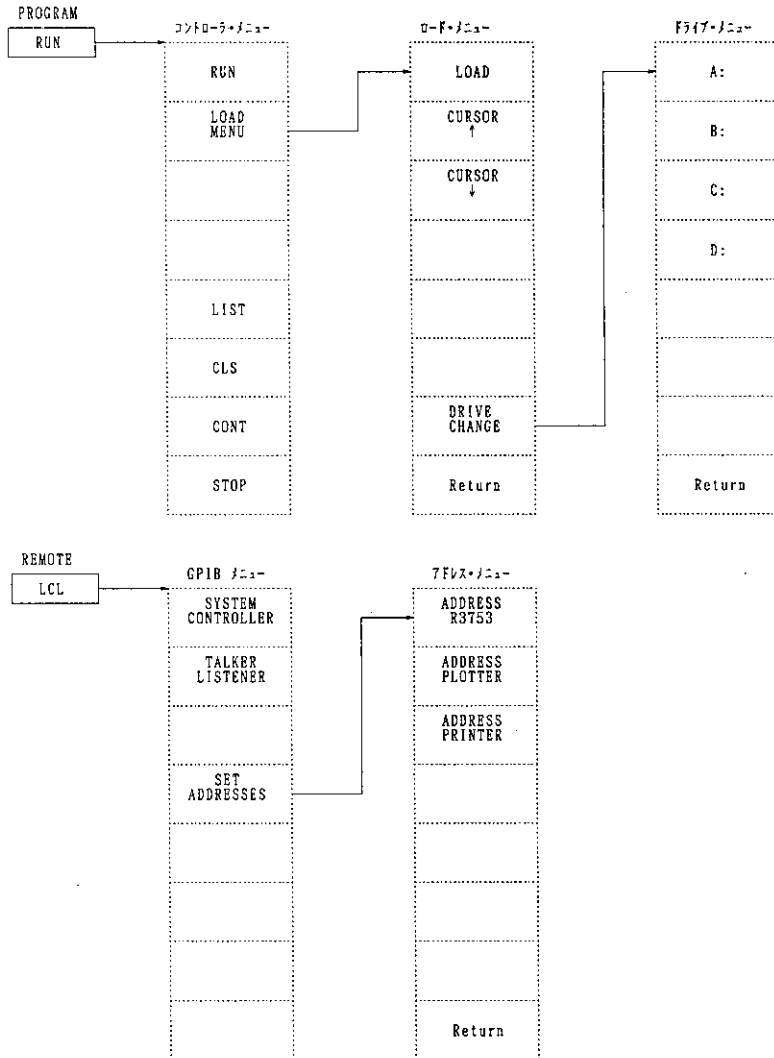 PROGRAM
RUN
コントローラ・メニュー
RUN
LOAD
MENU
LIST
CLS
CONT
STOP
ロード・メニュー
LOAD
CURSOR
↑
CURSOR
↓
DRIVE
CHANGE
Return
ドライブ・メニュー
A:
B:
C:
D:
Return
REMOTE
LCL
GPIB メニュー
SYSTEM
CONTROLLER
TALKER
LISTENER
SET
ADDRESSES
アドレス・メニュー
ADDRESS
R3753
ADDRESS
PLOTTER
ADDRESS
PRINTER
Return